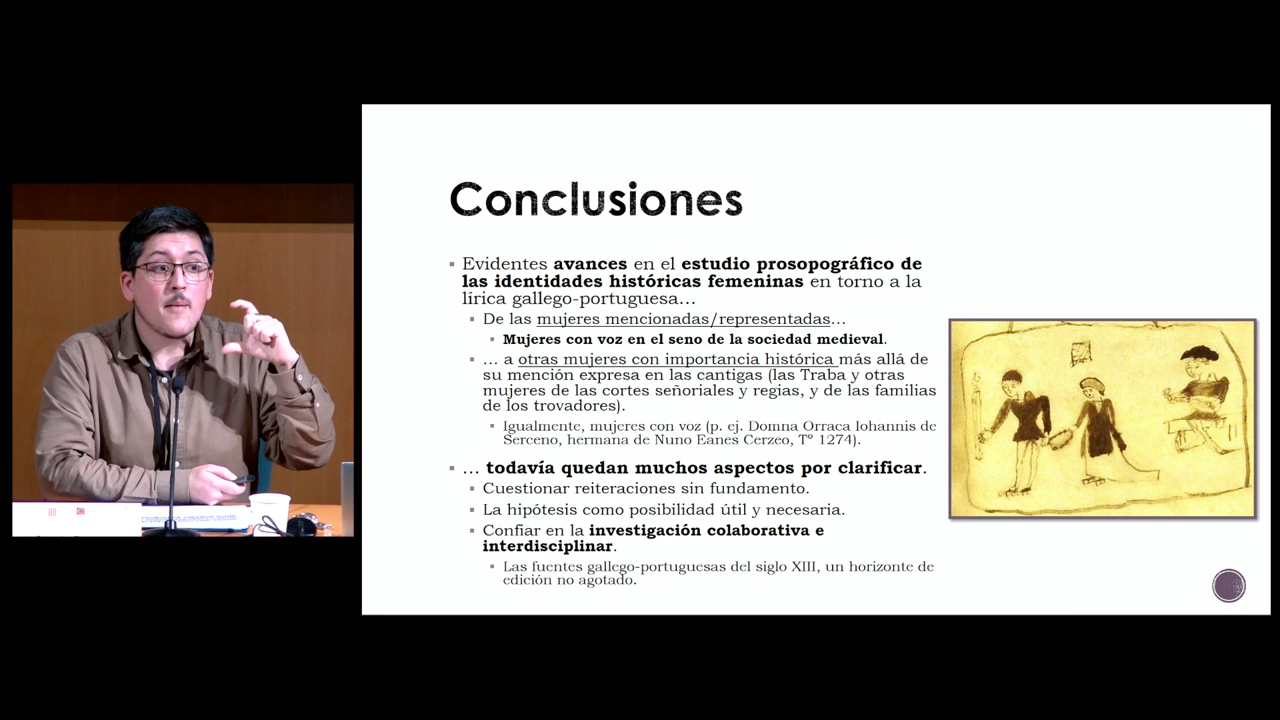 Conclusiones
Evidentes avances en el estudio prosopográfico de
las identidades históricas femeninas en torno a la
lírica gallego-portuguesa…
De las mujeres mencionadas/representadas…
Mujeres con voz en el seno de la sociedad medieval.
… a otras mujeres con importancia histórica más allá de
su mención expresa en las cantigas (las Traba y otras
mujeres de las cortes señoriales y regias, y de las familias
de los trovadores).
Igualmente, mujeres con voz (p. ej. Domna Orraca Iohannis de
Serceno, hermana de Nuno Eanes Cerzeo, Tº 1274).
… todavía quedan muchos aspectos por clarificar.
Cuestionar reiteraciones sin fundamento.
La hipótesis como posibilidad útil y necesaria.
Confiar en la investigación colaborativa e
interdisciplinar.
Las fuentes gallego-portuguesas del siglo XIII, un horizonte de
edición no agotado.